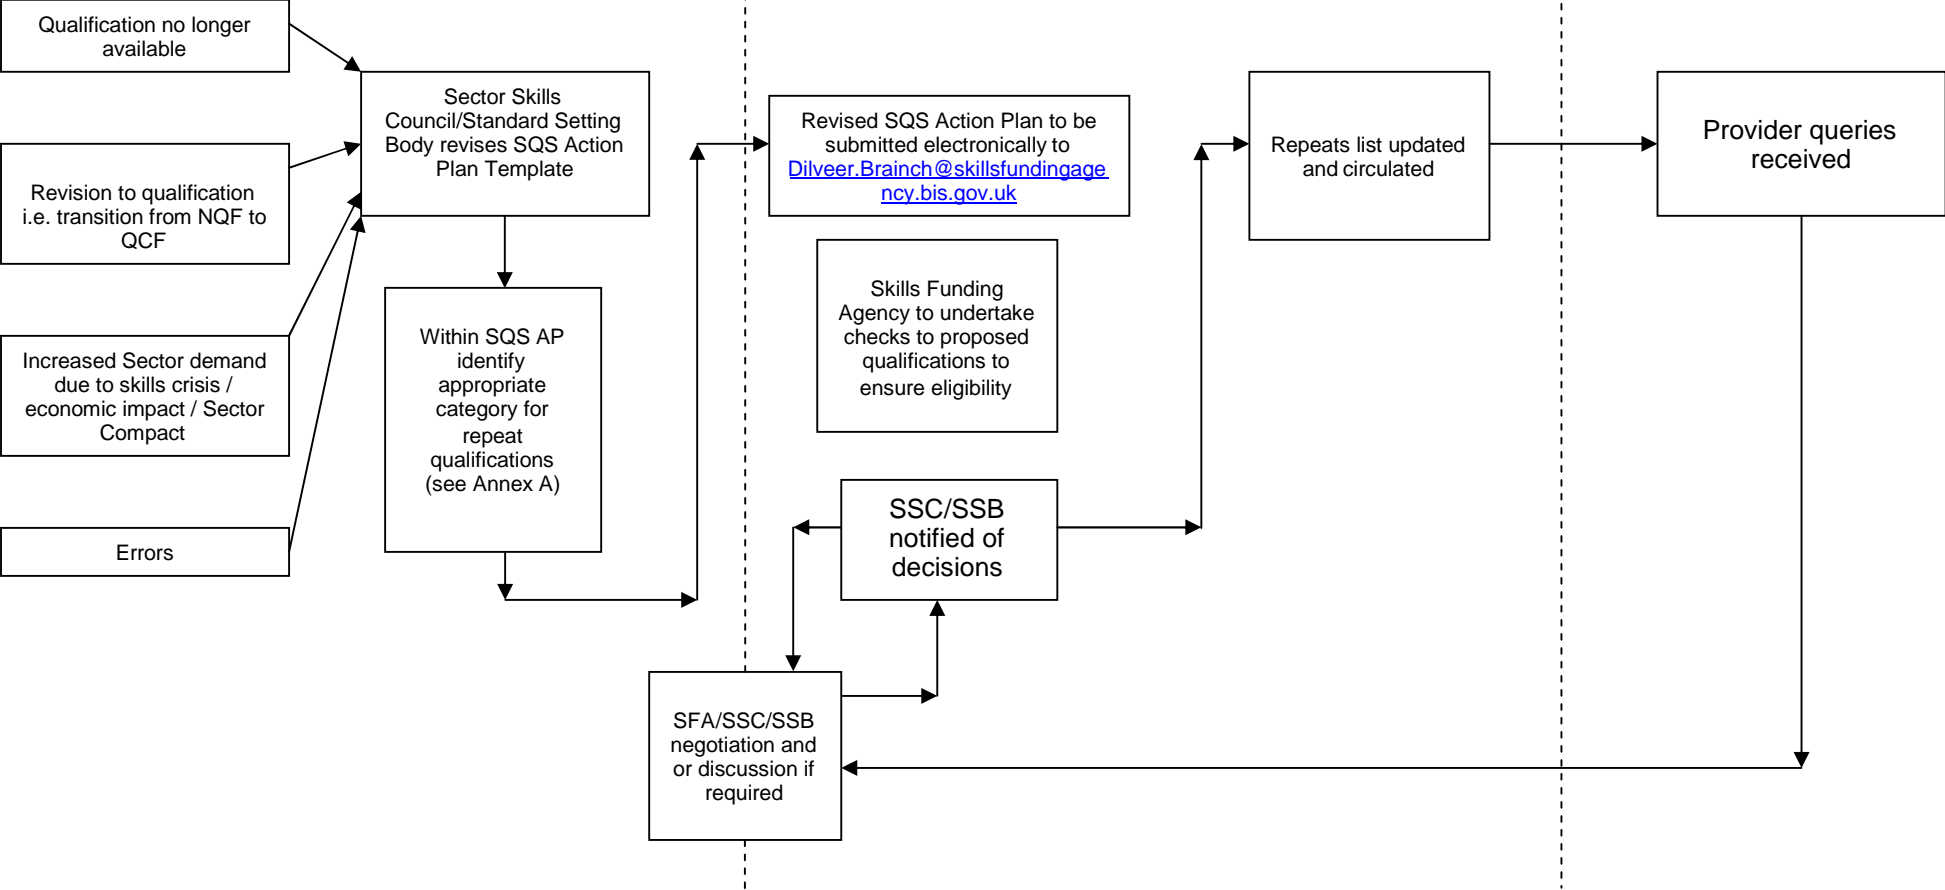 Qualification no longer
available
Revision to qualification
i.e. transition from NQF to
QCF
Increased Sector demand
due to skills crisis /
economic impact / Sector
Compact
Errors
Sector Skills
Council/Standard Setting
Body revises SQS Action
Plan Template
Within SQS AP
identify
appropriate
category for
repeat
qualifications
(see Annex A)
Revised SQS Action Plan to be
submitted electronically to
Dilveer.Brainch@skillsfundingage
ncy.bis.gov.uk
Skills Funding
Agency to undertake
checks to proposed
qualifications to
ensure eligibility
SSC/SSB
notified of
decisions
SFA/SSC/SSB
negotiation and
or discussion if
required
Repeats list updated
and circulated
Provider queries
received